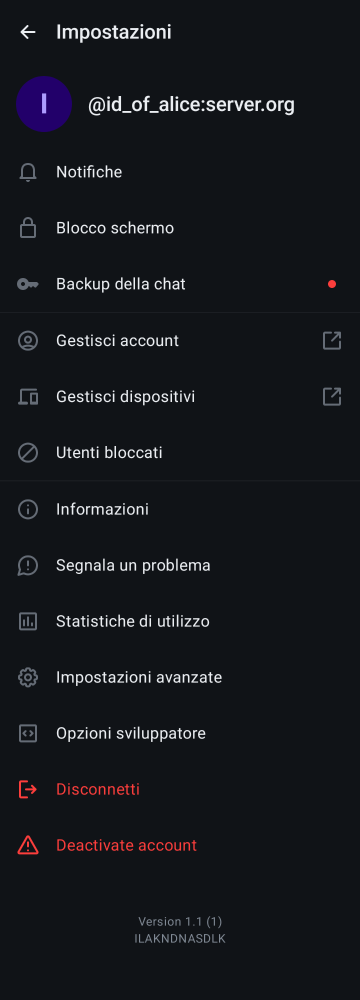 Impostazioni
I
@id_of_alice:server.org
Notifiche
Blocco schermo
Backup della chat
Gestisci account
Gestisci dispositivi
Utenti bloccati
Informazioni
Segnala un problema
Statistiche di utilizzo
Impostazioni avanzate
Opzioni sviluppatore
Disconnetti
Deactivate account
Version 1.1 (1)
ILAKNDNASDLK